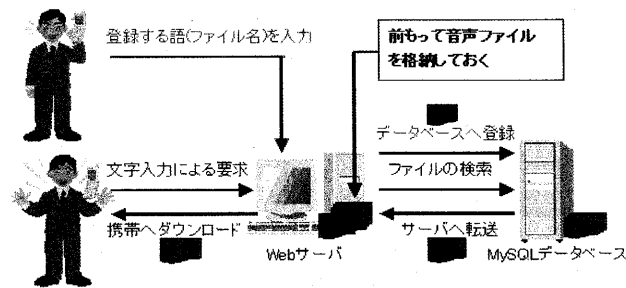 登録する語(ファイル名)を入力
前もって音声ファイル
を格納しておく
データベースへ登録
文字入力による要求
ファイルの検索
携帯へダウンロード
サーバへ転送
Webサーバ
MySQLデータベース